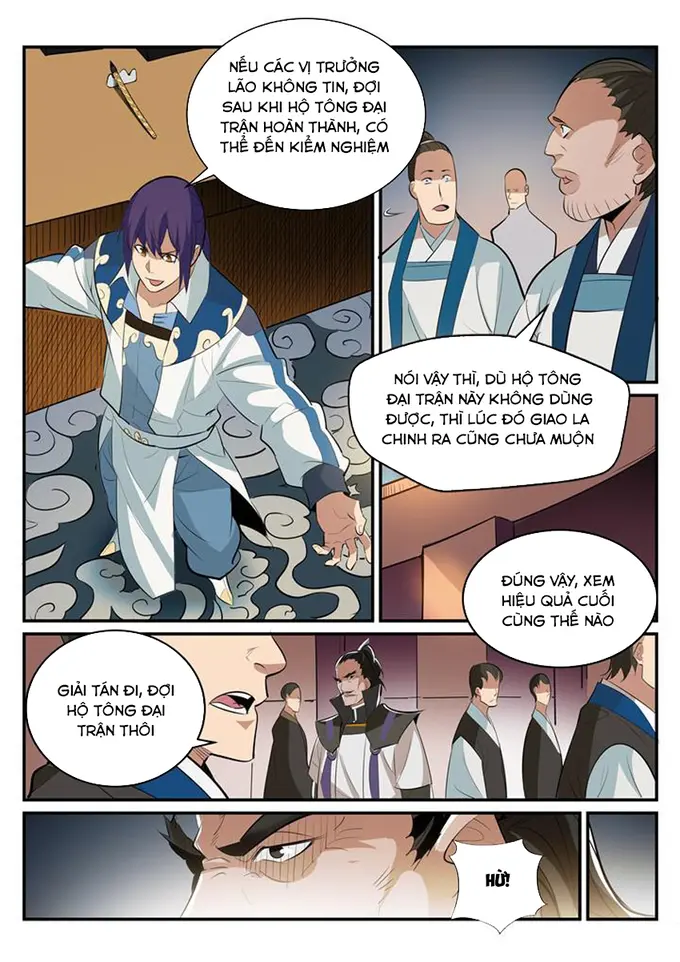 NẾU CÁC VỊ TRƯỞNG
LÃO KHÔNG TIN, ĐỢI
SAU KHI HỘ TÔNG ĐẠI
TRẬN HOÀN THÀNH, CÓ
THỂ ĐẾN KIỂM NGHIỆM
NÓI VẬY THÌ, DÙ HỘ TÔNG
ĐẠI TRẬN NÀY KHÔNG DÙNG
ĐƯỢC, THÌ LÚC ĐÓ GIAO LA
CHINH RA CŨNG CHƯA MUỘN
ĐÚNG VẬY, XEM
HIỆU QUẢ CUỐI
CÙNG THẾ NÀO
GIẢI TÁN ĐI, ĐỢI
HỘ TÔNG ĐẠI
TRẬN THÔI
HỪ!